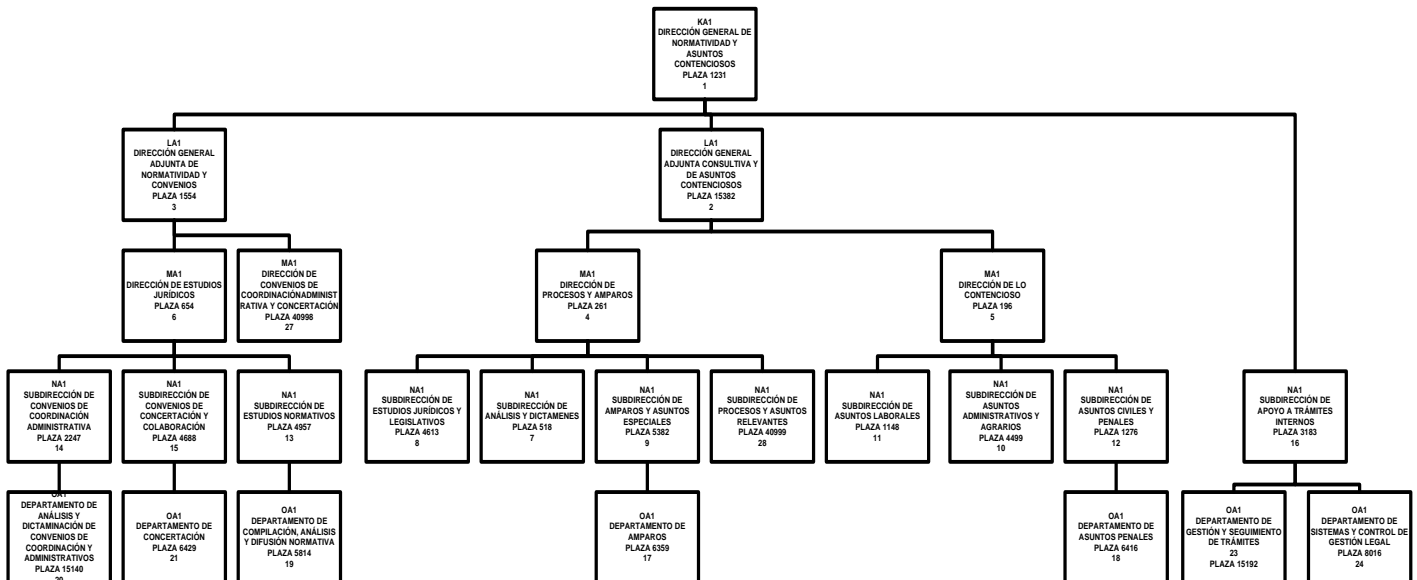 KA1
DIRECCIÓN GENERAL DE
NORMATIVIDAD Y
ASUNTOS
CONTENCIOSOS
PLAZA 1231
1
LA1
DIRECCIÓN GENERAL
ADJUNTA DE
NORMATIVIDAD Y
CONVENIOS
PLAZA 1554
3
LA1
DIRECCIÓN GENERAL
ADJUNTA CONSULTIVA Y
DE ASUNTOS
CONTENCIOSOS
PLAZA 15382
2
MA1
DIRECCIÓN DE ESTUDIOS
JURÍDICOS
PLAZA 654
6
MA1
DIRECCIÓN DE
CONVENIOS DE
COORDINACIÓNADMINIST
RATIVA Y CONCERTACIÓN
PLAZA 40998
27
MA1
DIRECCIÓN DE
PROCESOS Y AMPAROS
PLAZA 261
4
MA1
DIRECCIÓN DE LO
CONTENCIOSO
PLAZA 196
5
NA1
SUBDIRECCIÓN DE
CONVENIOS DE
COORDINACIÓN
ADMINISTRATIVA
PLAZA 2247
14
NA1
SUBDIRECCIÓN DE
CONVENIOS DE
CONCERTACIÓN Y
COLABORACIÓN
PLAZA 4688
15
NA1
SUBDIRECCIÓN DE
ESTUDIOS NORMATIVOS
PLAZA 4957
13
NA1
SUBDIRECCIÓN DE
ESTUDIOS JURÍDICOS Y
LEGISLATIVOS
PLAZA 4613
8
NA1
SUBDIRECCIÓN DE
ANÁLISIS Y DICTAMENES
PLAZA 518
7
NA1
SUBDIRECCIÓN DE
AMPAROS Y ASUNTOS
ESPECIALES
PLAZA 5382
9
NA1
SUBDIRECCIÓN DE
PROCESOS Y ASUNTOS
RELEVANTES
PLAZA 40999
28
NA1
SUBDIRECCIÓN DE
ASUNTOS LABORALES
PLAZA 1148
11
NA1
SUBDIRECCIÓN DE
ASUNTOS
ADMINISTRATIVOS Y
AGRARIOS
PLAZA 4499
10
NA1
SUBDIRECCIÓN DE
ASUNTOS CIVILES Y
PENALES
PLAZA 1276
12
NA1
SUBDIRECCIÓN DE
APOYO A TRÁMITES
INTERNOS
PLAZA 3183
16
OA1
DEPARTAMENTO DE
ANÁLISIS Y
DICTAMINACIÓN DE
CONVENIOS DE
COORDINACIÓN Y
ADMINISTRATIVOS
PLAZA 15140
20
OA1
DEPARTAMENTO DE
CONCERTACIÓN
PLAZA 6429
21
OA1
DEPARTAMENTO DE
COMPILACIÓN, ANÁLISIS
Y DIFUSIÓN NORMATIVA
PLAZA 5814
19
OA1
DEPARTAMENTO DE
AMPAROS
PLAZA 6359
17
OA1
DEPARTAMENTO DE
ASUNTOS PENALES
PLAZA 6416
18
OA1
DEPARTAMENTO DE
GESTIÓN Y SEGUIMIENTO
DE TRÁMITES
23
PLAZA 15192
OA1
DEPARTAMENTO DE
SISTEMAS Y CONTROL DE
GESTIÓN LEGAL
PLAZA 8016
24